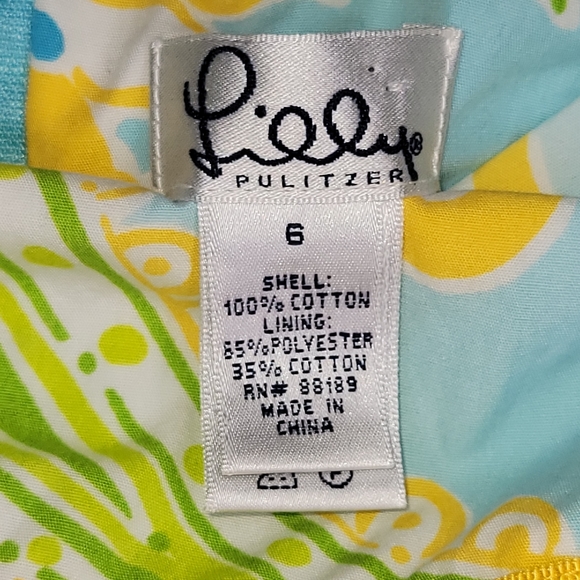 Lilly®
PULITZER
6
SHELL:
100% COTTON
LINING:
65% POLYESTER
35% COTTON
RN# 88189
MADE IN
CHINA
P